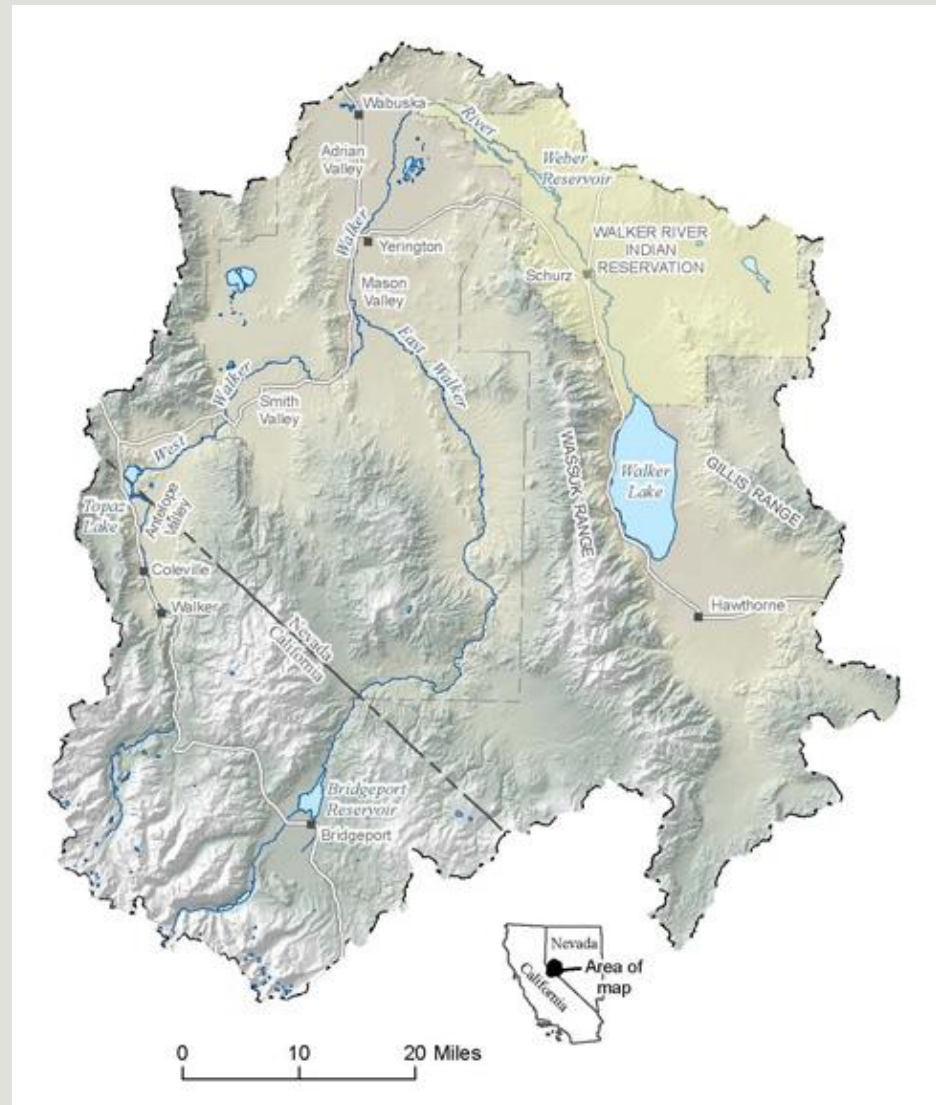 Wabuska
River
Adrian
Valley
Weber
Reservoir
Walker
WALKER RIVER
INDIAN
RESERVATION
Yerington
Schurz
Mason
Valley
East Walker
West Walker
Smith
Valley
WASSUK RANGE
Walker
Lake
GILLIS RANGE
Topaz
Lake
Antelope
Valley
Coleville
Walker
Hawthorne
Nevada
California
Bridgeport
Reservoir
Bridgeport
Nevada
California
Area of
map
0 10 20 Miles